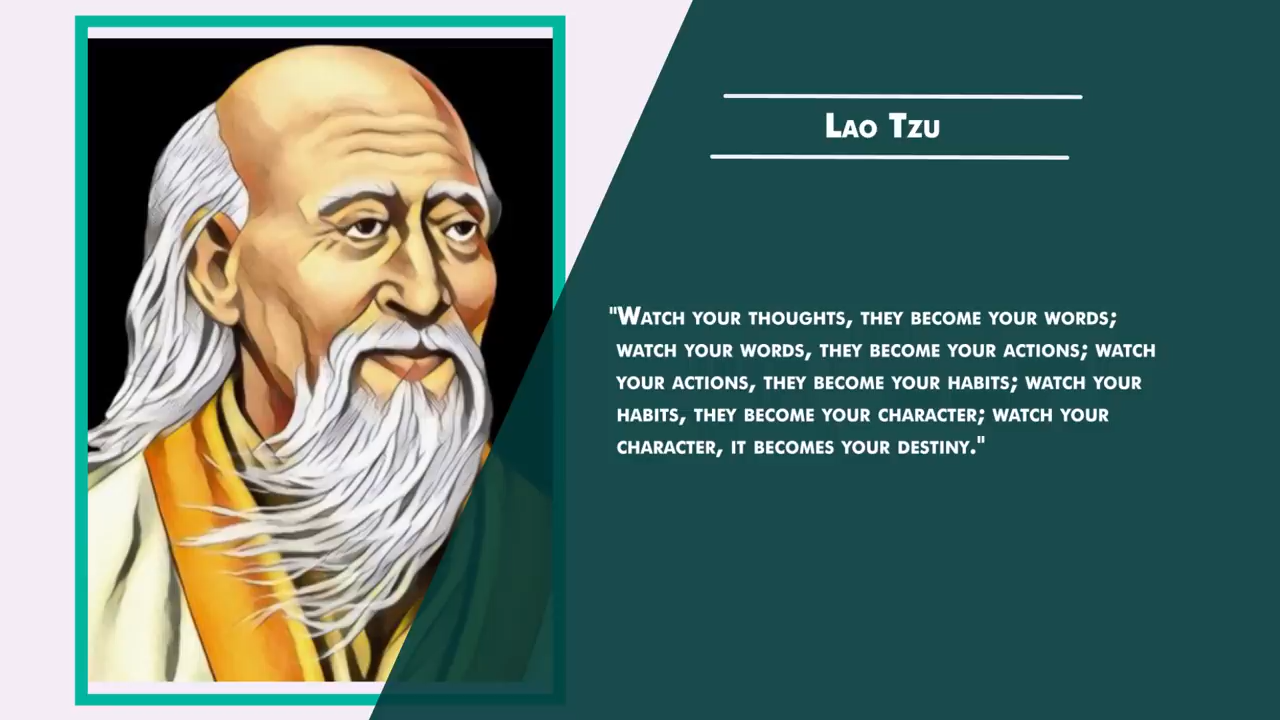 Lao Tzu
"Watch your thoughts, they become your words;
watch your words, they become your actions; watch
your actions, they become your habits; watch your
habits, they become your character; watch your
character, it becomes your destiny."